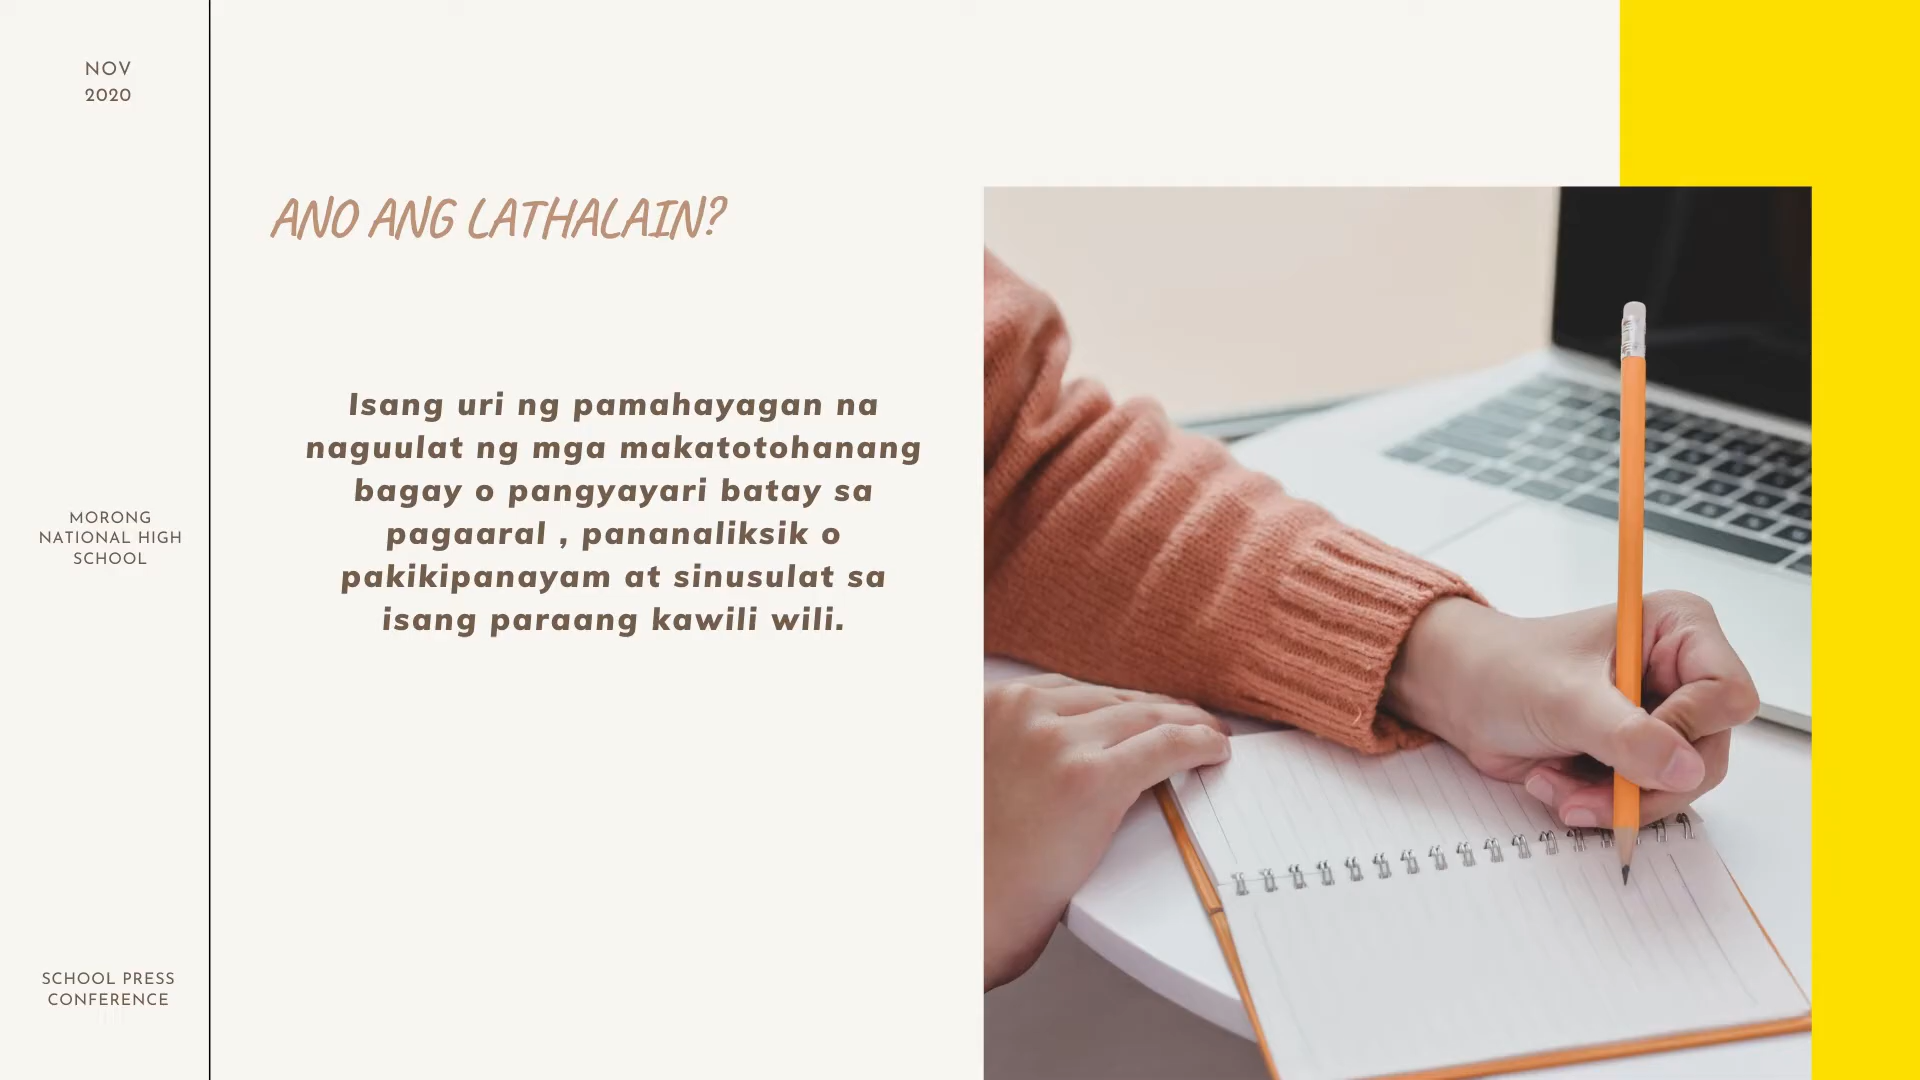 NOV
2020
ANO ANG LATHALAIN?
Isang uri ng pamahayagan na
naguulat ng mga makatotohanang
bagay o pangyayari batay sa
pagaaral , pananaliksik o
pakikipanayam at sinusulat sa
isang paraang kawili wili.
MORONG
NATIONAL HIGH
SCHOOL
SCHOOL PRESS
CONFERENCE